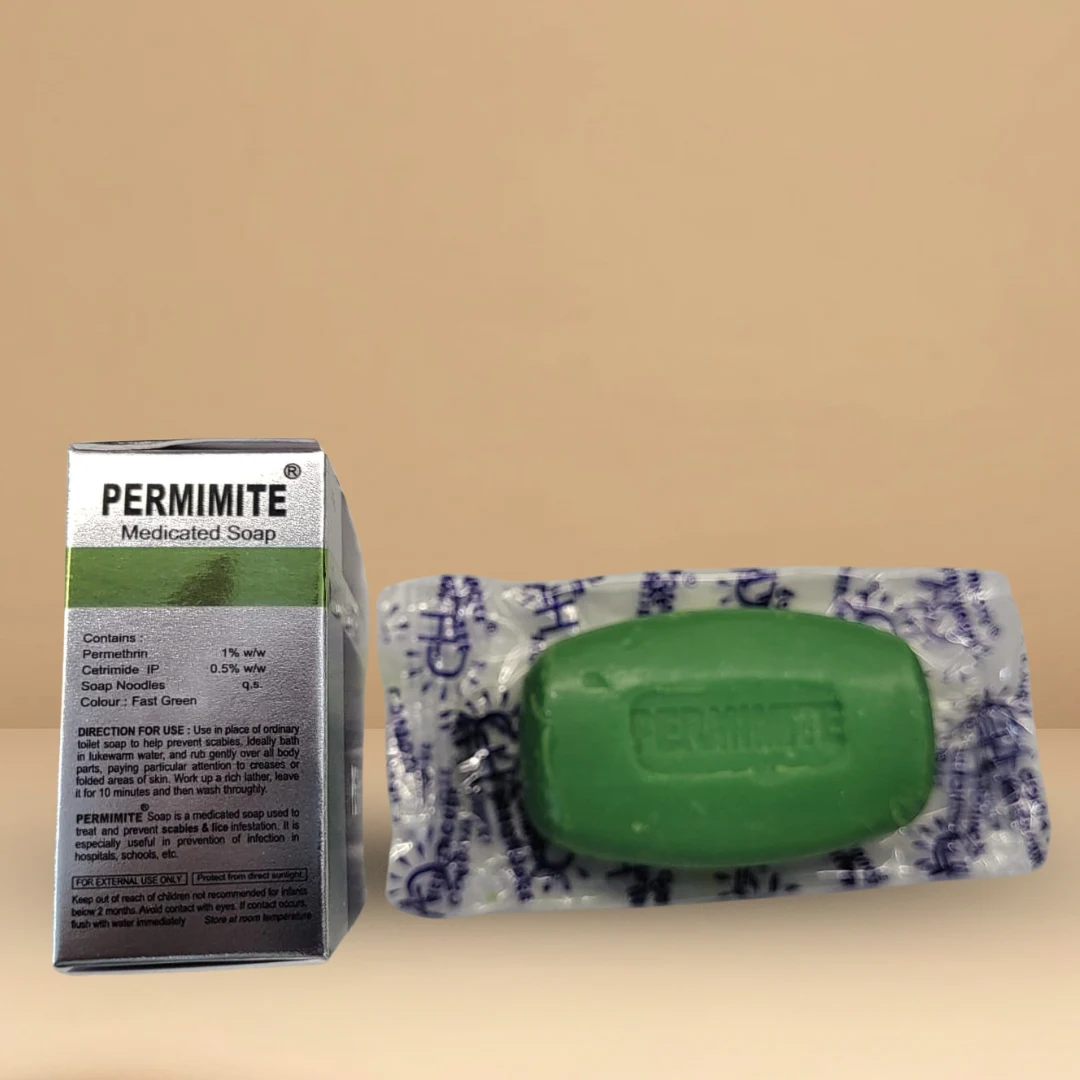 PERMIMITE®
Medicated Soap
Contains :
Permethrin 1% w/w
Cetrimide IP 0.5% w/w
Soap Noodles q.s.
Colour : Fast Green
DIRECTION FOR USE : Use in place of ordinary
toilet soap to help prevent scabies. Ideally bath
in lukewarm water, and rub gently over all body
parts, paying particular attention to creases or
folded areas of skin. Work up a rich lather, leave
it for 10 minutes and then wash throughly.
PERMIMITE® Soap is a medicated soap used to
treat and prevent scabies & lice infestation. It is
especially useful in prevention of infection in
hospitals, schools, etc.
FOR EXTERNAL USE ONLY Protect from direct sunlight.
Keep out of reach of children not recommended for infants
below 2 months. Avoid contact with eyes. If contact occurs,
flush with water immediately Store at room temperature
PERMIMITE